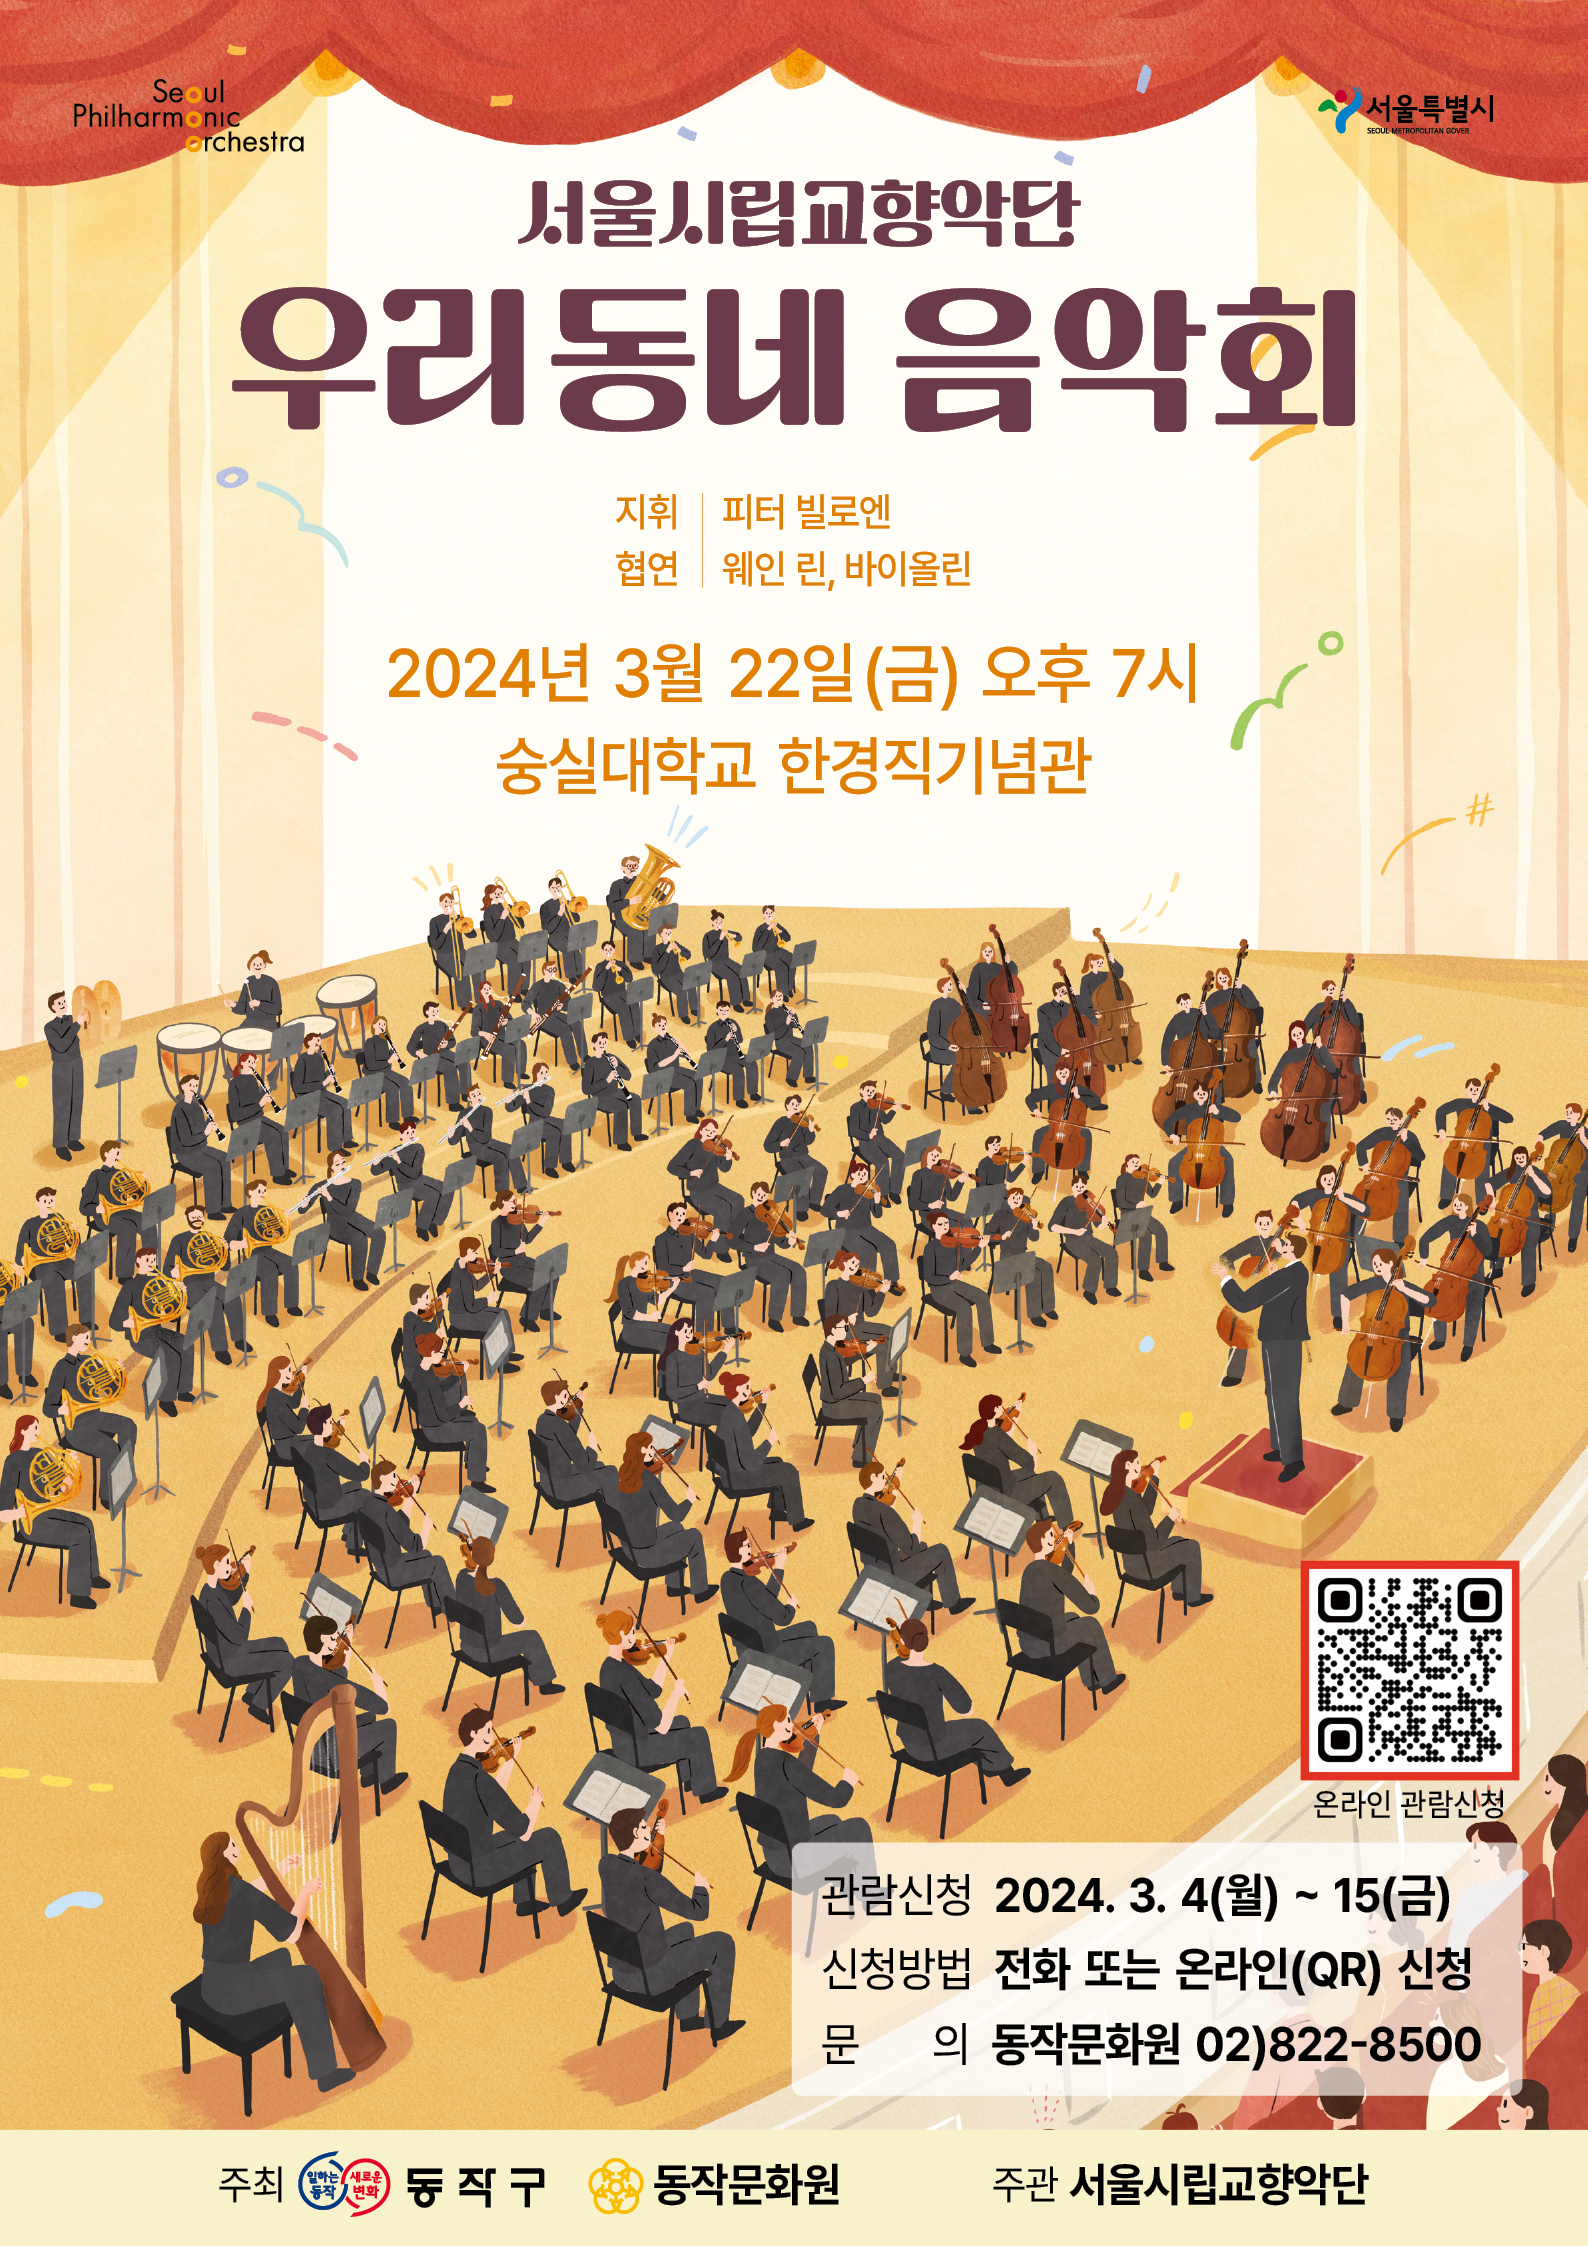 Seoul
Philharmonic
Orchestra
서울특별시
SEOUL METROPOLITAN GOVER
서울시립교향악단
우리동네 음악회
지휘 피터 빌로엔
협연 웨인 린, 바이올린
2024년 3월 22일(금) 오후 7시
숭실대학교 한경직기념관
온라인 관람신청
관람신청 2024. 3. 4(월) ~ 15(금)
신청방법 전화 또는 온라인(QR) 신청
문 의 동작문화원 02)822-8500
주최 일하는 동작 새로운 변화 동작구 동작문화원 주관 서울시립교향악단